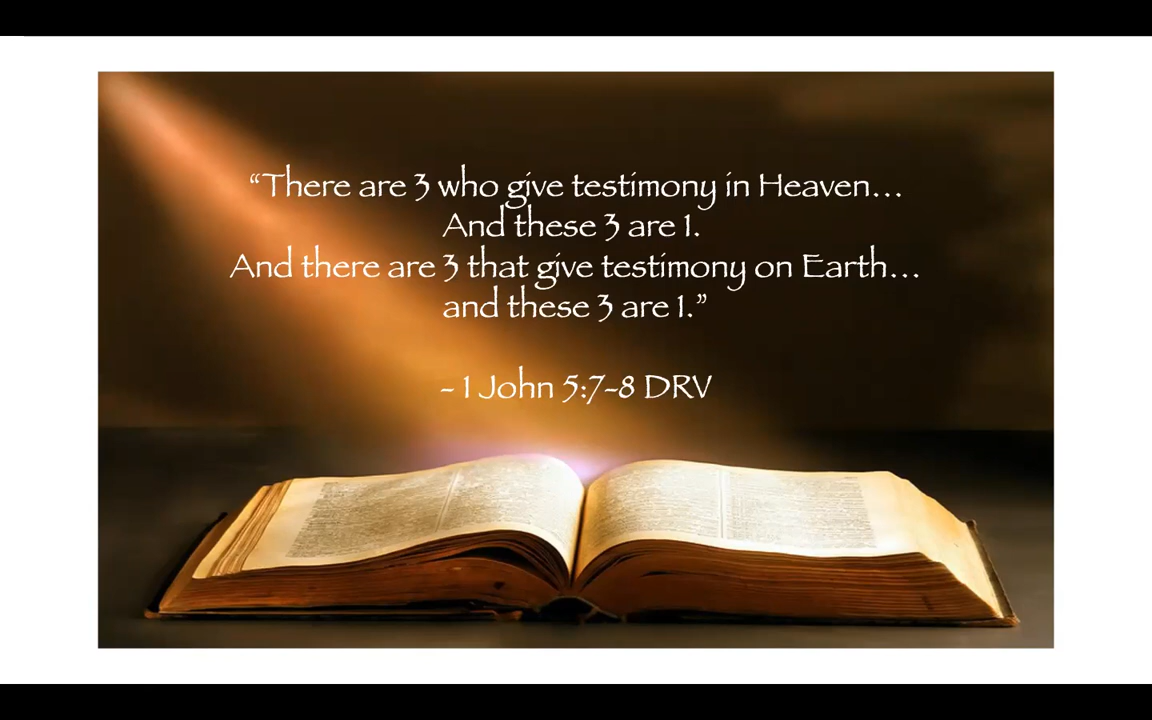 “There are 3 who give testimony in Heaven…
And these 3 are 1.
And there are 3 that give testimony on Earth…
and these 3 are 1.”
- 1 John 5:7-8 DRV